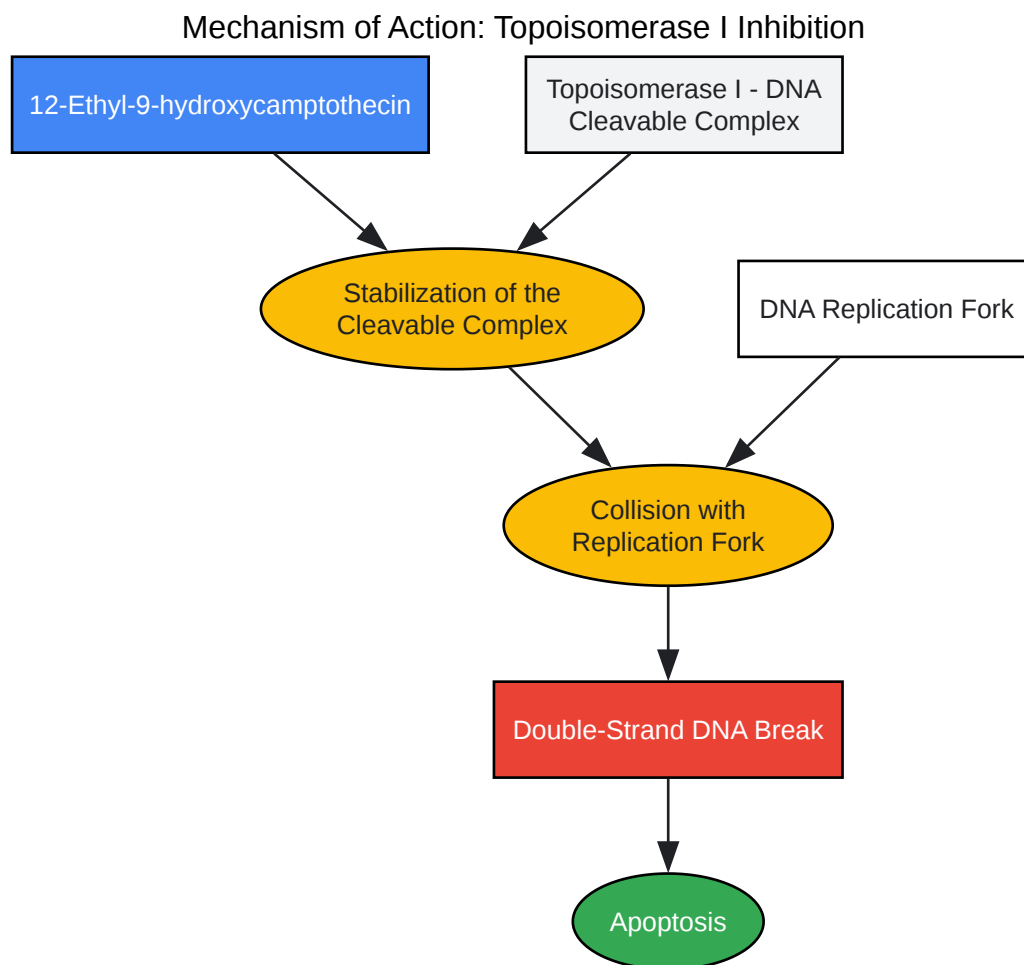 Mechanism of Action: Topoisomerase I Inhibition
12-Ethyl-9-hydroxycamptothecin
Topoisomerase I - DNA
Cleavable Complex
Stabilization of the
Cleavable Complex
DNA Replication Fork
Collision with
Replication Fork
Double-Strand DNA Break
Apoptosis